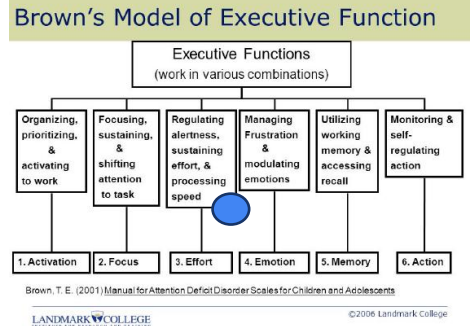 Brown's Model of Executive Function
Executive Functions
(work in various combinations)
Organizing,
prioritizing,
&
activating
to work
Focusing,
sustaining,
&
shifting
attention
to task
Regulating
alertness,
sustaining
effort, &
processing
speed
Managing
Frustration
&
modulating
emotions
Utilizing
working
memory &
accessing
recall
Monitoring &
self-
regulating
action
1. Activation
2. Focus
3. Effort
4. Emotion
5. Memory
6. Action
Brown, T. E. (2001) Manual for Attention Deficit Disorder Scales for Children and Adolescents
LANDMARK COLLEGE
©2006 Landmark College